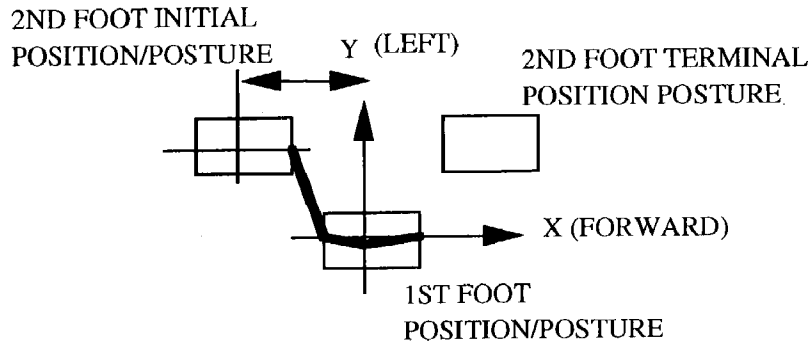 2ND FOOT INITIAL
POSITION/POSTURE
Y (LEFT)
2ND FOOT TERMINAL
POSITION POSTURE
X (FORWARD)
1ST FOOT
POSITION/POSTURE